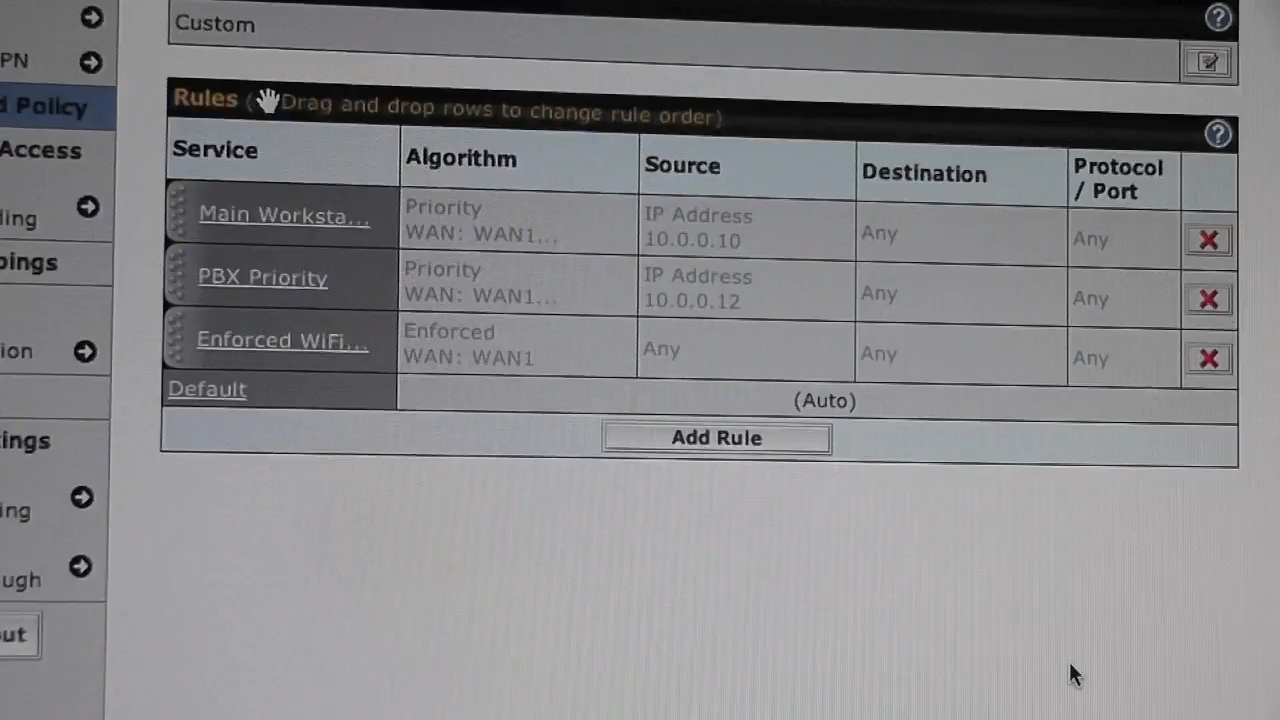 Custom
PN
d Policy
Access
ding
pings
ion
tings
ing
ugh
out
Rules (Drag and drop rows to change rule order)
Service Algorithm Source Destination Protocol / Port
Main Worksta... Priority WAN: WAN1... IP Address 10.0.0.10 Any Any
PBX Priority Priority WAN: WAN1... IP Address 10.0.0.12 Any Any
Enforced WiFi... Enforced WAN: WAN1 Any Any Any
Default (Auto)
Add Rule